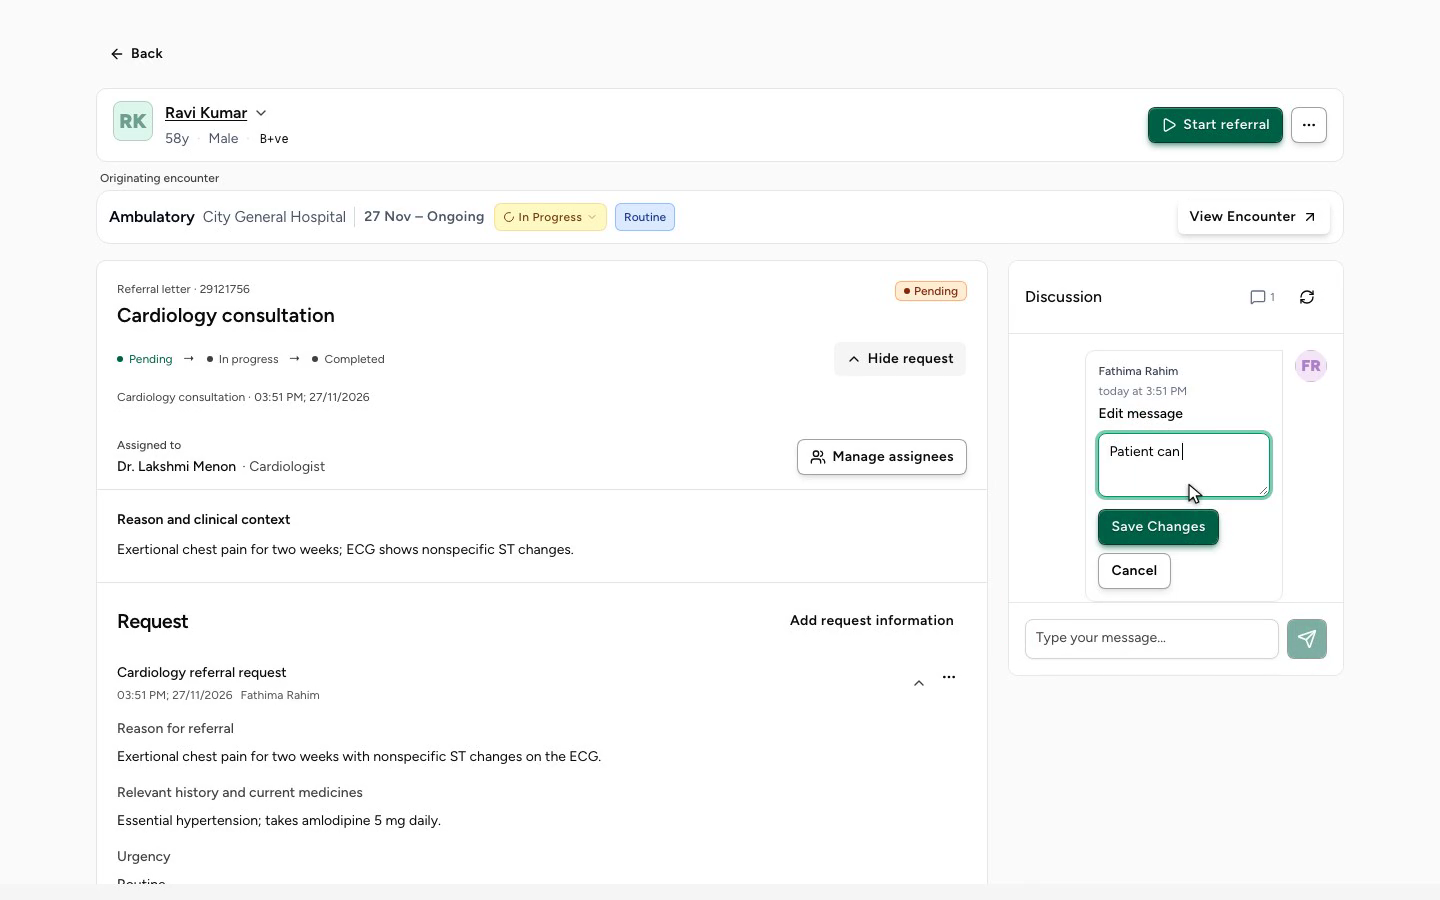 Back
RK
Ravi Kumar
58y · Male · B+ve
Start referral
Originating encounter
Ambulatory City General Hospital 27 Nov – Ongoing In Progress Routine
View Encounter
Referral letter · 29121756
Pending
Cardiology consultation
Pending → In progress → Completed
Hide request
Cardiology consultation · 03:51 PM; 27/11/2026
Assigned to
Dr. Lakshmi Menon · Cardiologist
Manage assignees
Reason and clinical context
Exertional chest pain for two weeks; ECG shows nonspecific ST changes.
Request
Add request information
Cardiology referral request
03:51 PM; 27/11/2026 Fathima Rahim
Reason for referral
Exertional chest pain for two weeks with nonspecific ST changes on the ECG.
Relevant history and current medicines
Essential hypertension; takes amlodipine 5 mg daily.
Urgency
Routine
Discussion
1
Fathima Rahim
FR
today at 3:51 PM
Edit message
Patient can
Save Changes
Cancel
Type your message...